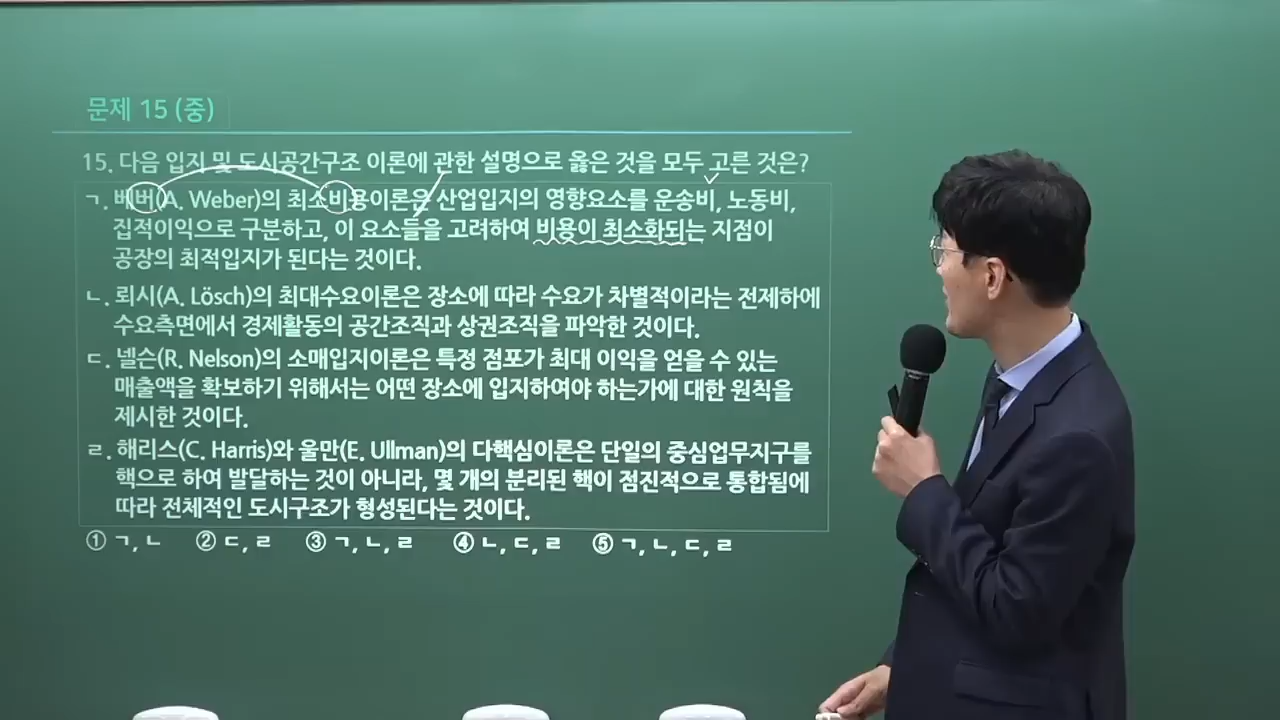 문제 15 (중)
15. 다음 입지 및 도시공간구조 이론에 관한 설명으로 옳은 것을 모두 고른 것은?
ㄱ. 베버(A. Weber)의 최소비용이론은 산업입지의 영향요소를 운송비, 노동비,
집적이익으로 구분하고, 이 요소들을 고려하여 비용이 최소화되는 지점이
공장의 최적입지가 된다는 것이다.
ㄴ. 뢰시(A. Lösch)의 최대수요이론은 장소에 따라 수요가 차별적이라는 전제하에
수요측면에서 경제활동의 공간조직과 상권조직을 파악한 것이다.
ㄷ. 넬슨(R. Nelson)의 소매입지이론은 특정 점포가 최대 이익을 얻을 수 있는
매출액을 확보하기 위해서는 어떤 장소에 입지하여야 하는가에 대한 원칙을
제시한 것이다.
ㄹ. 해리스(C. Harris)와 울만(E. Ullman)의 다핵심이론은 단일의 중심업무지구를
핵으로 하여 발달하는 것이 아니라, 몇 개의 분리된 핵이 점진적으로 통합됨에
따라 전체적인 도시구조가 형성된다는 것이다.
① ㄱ, ㄴ ② ㄷ, ㄹ ③ ㄱ, ㄴ, ㄹ ④ ㄴ, ㄷ, ㄹ ⑤ ㄱ, ㄴ, ㄷ, ㄹ